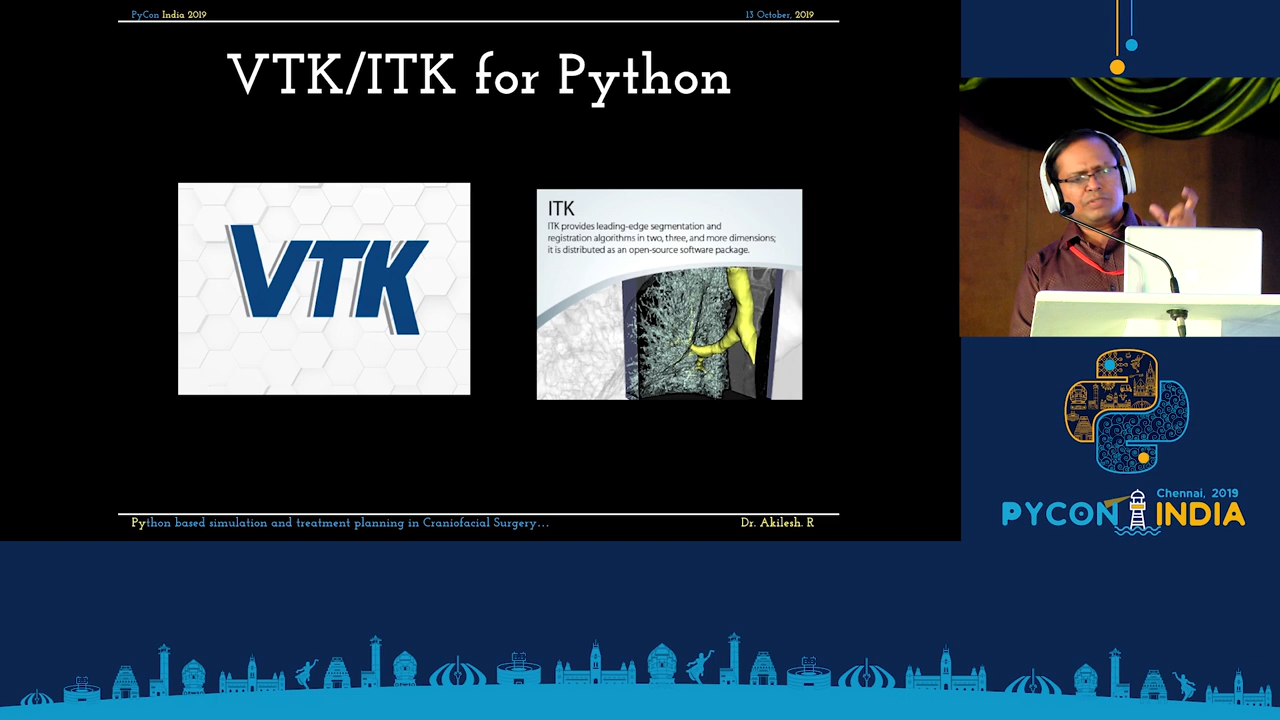 PyCon India 2019
13 October, 2019
VTK/ITK for Python
VTK
ITK
ITK provides leading-edge segmentation and
registration algorithms in two, three, and more dimensions;
it is distributed as an open-source software package.
Python based simulation and treatment planning in Craniofacial Surgery...
Dr. Akilesh. R
Chennai, 2019
PYCON INDIA